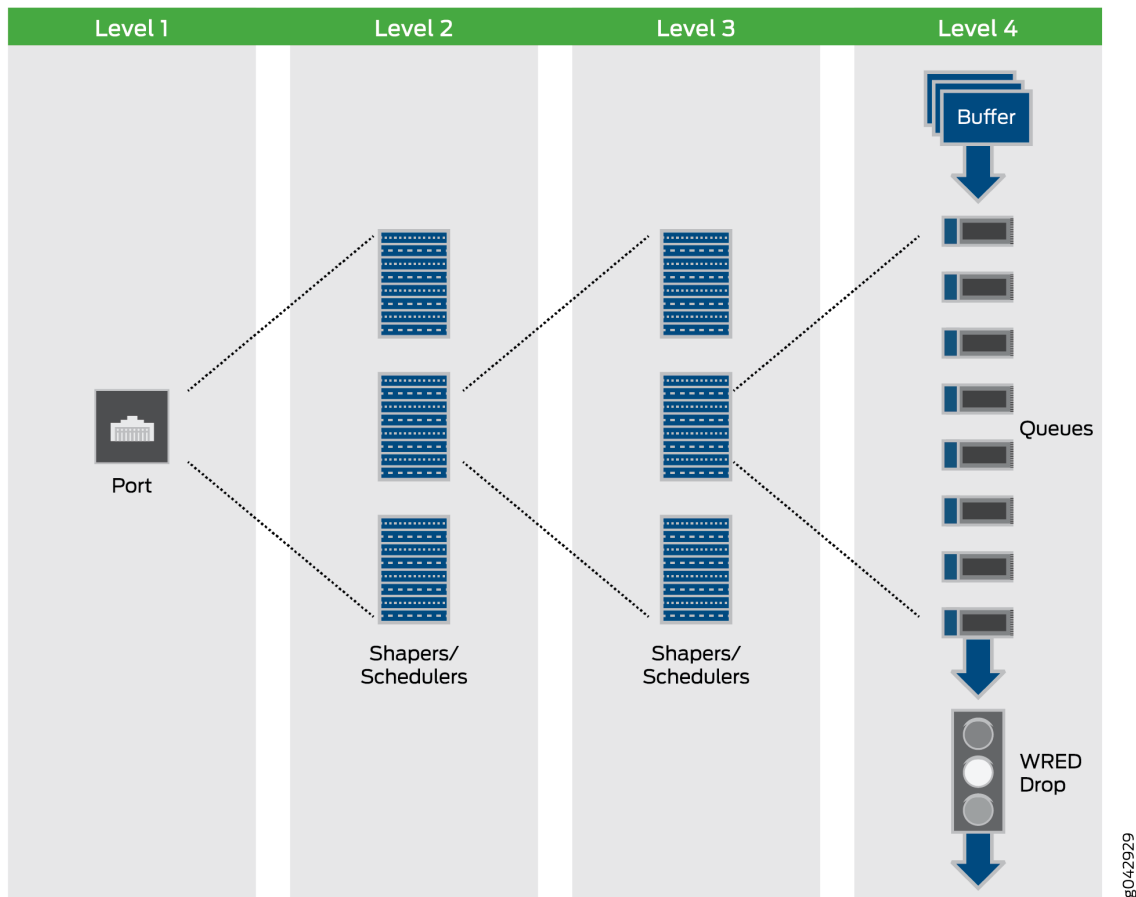 Level 1
Level 2
Level 3
Level 4
Buffer
Queues
Port
Shapers/
Schedulers
Shapers/
Schedulers
WRED
Drop
g042929